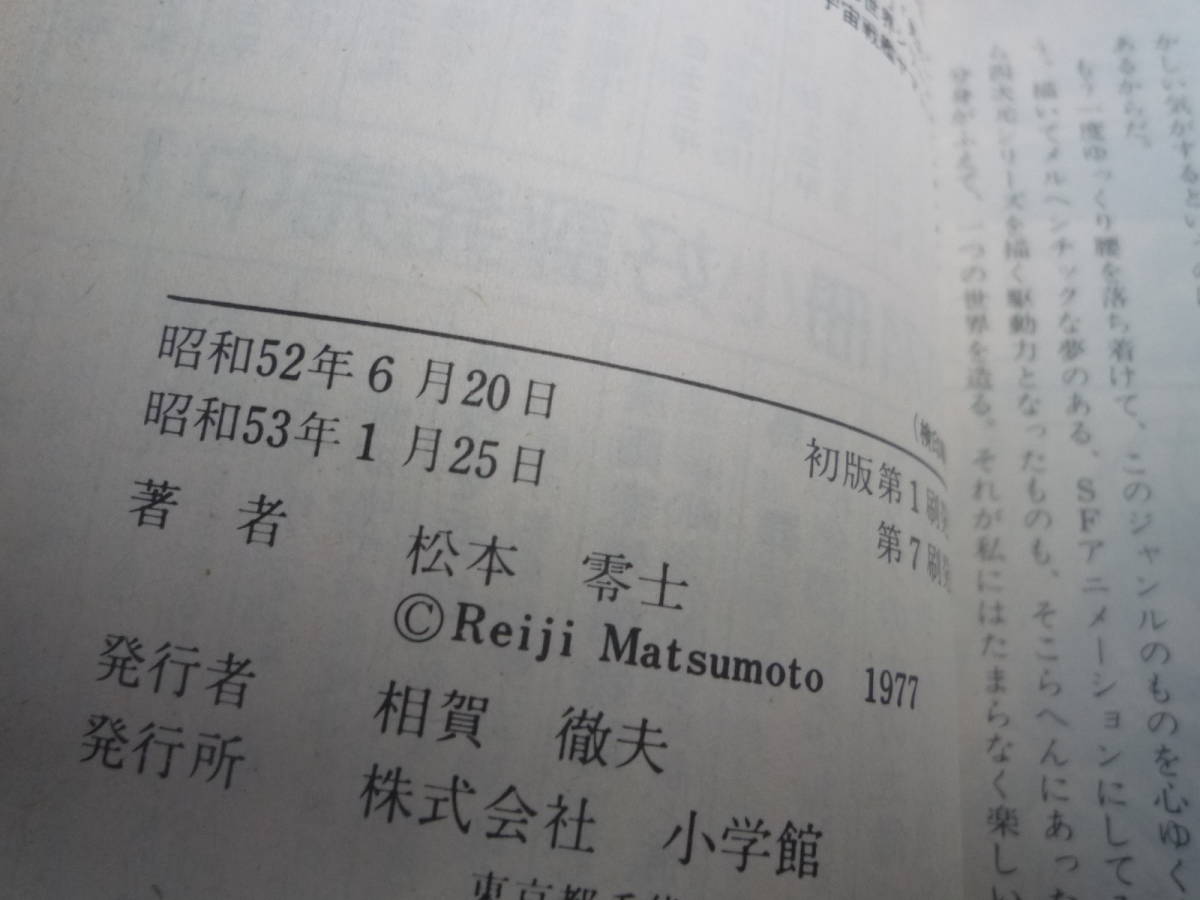 かしい気がするとい
あるからだ。
もう一度ゆっくり腰を落ち着けて、このジャンルのものを心ゆく
描いてメルヘンチックな夢のある、SFアニメーションにして
四次元シリーズを描く駆動力となったものも、そこらへんにあった
一つの世界を造る。それが私にはたまらなく楽しい
昭和52年6月20日 初版第1刷発
昭和53年1月25日 第7刷発
著者 松本 零士
©Reiji Matsumoto 1977
発行者 相賀 徹夫
発行所 株式会社 小学館
東京都千代